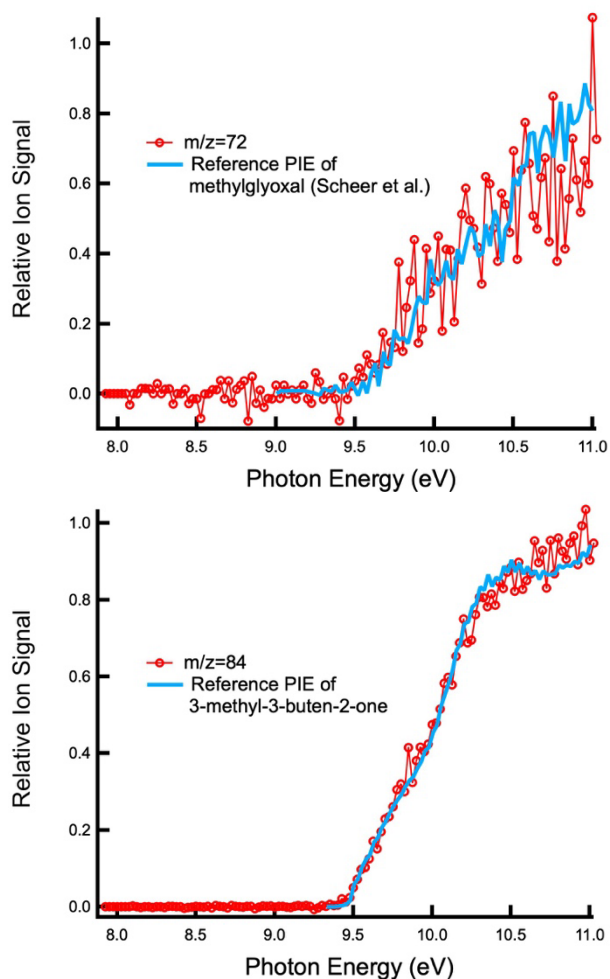 1.0
0.8
0.6
0.4
0.2
0.0
Relative Ion Signal
m/z=72
Reference PIE of
methylglyoxal (Scheer et al.)
8.0 8.5 9.0 9.5 10.0 10.5 11.0
Photon Energy (eV)
1.0
0.8
0.6
0.4
0.2
0.0
Relative Ion Signal
m/z=84
Reference PIE of
3-methyl-3-buten-2-one
8.0 8.5 9.0 9.5 10.0 10.5 11.0
Photon Energy (eV)